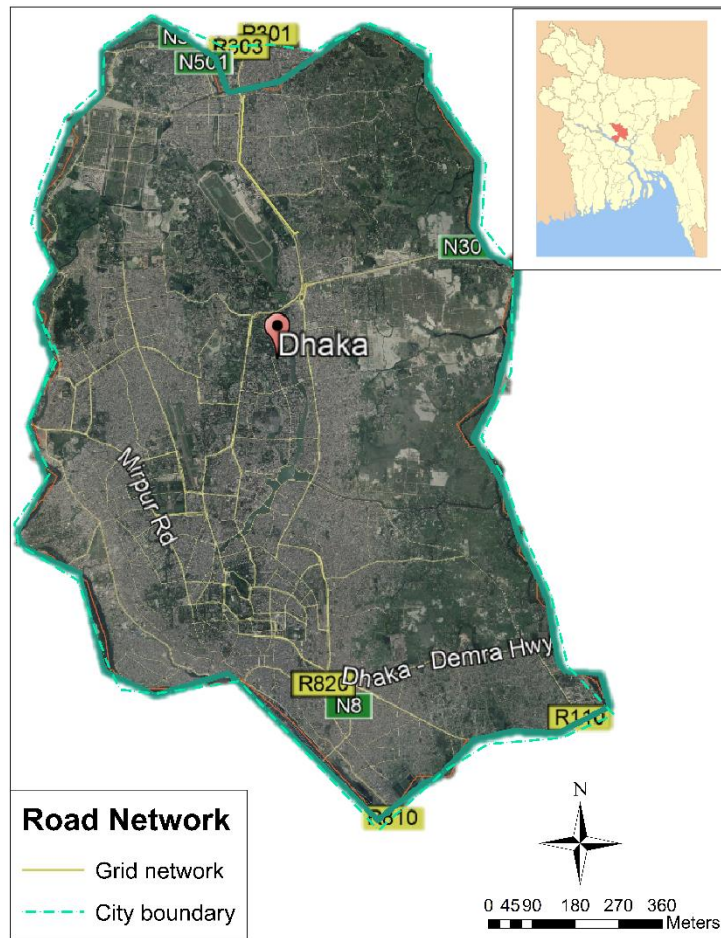 R301
R303
N501
N30
Dhaka
Mirpur Rd
Dhaka - Demra Hwy
R820
N8
R110
R810
Road Network
Grid network
City boundary
N
0 45 90 180 270 360
Meters